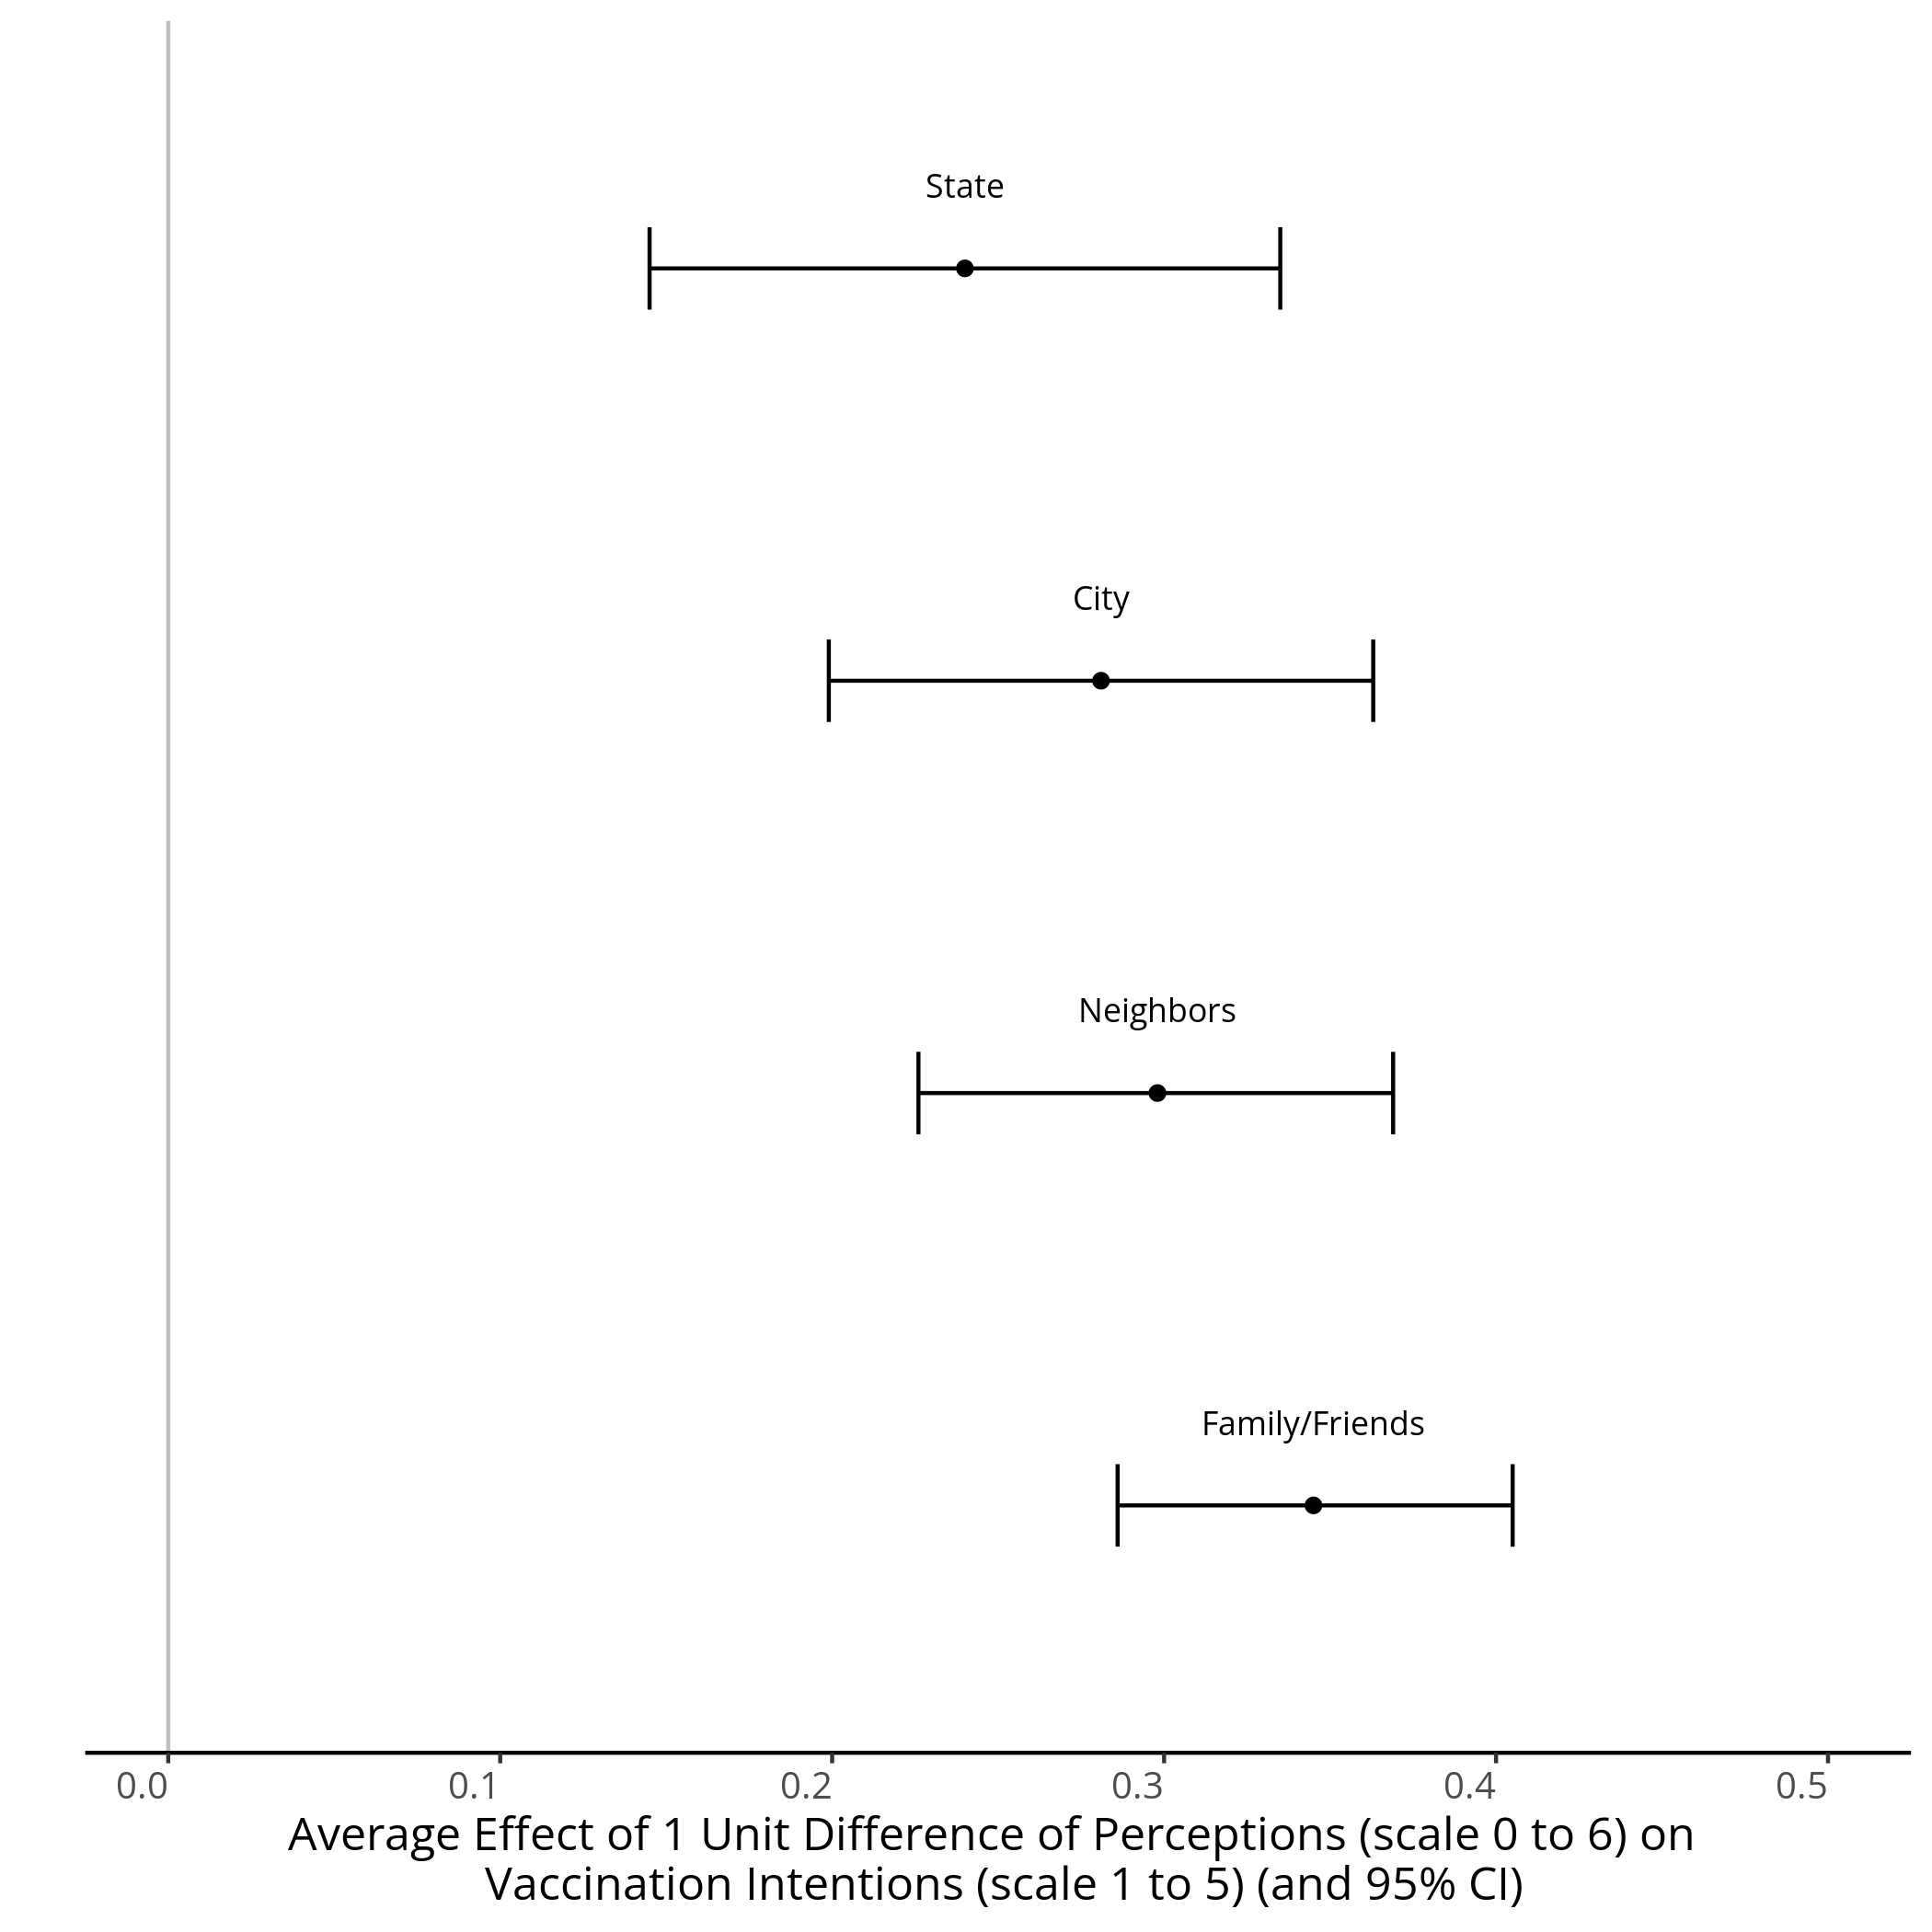 State
City
Neighbors
Family/Friends
0.0 0.1 0.2 0.3 0.4 0.5
Average Effect of 1 Unit Difference of Perceptions (scale 0 to 6) on
Vaccination Intentions (scale 1 to 5) (and 95% CI)